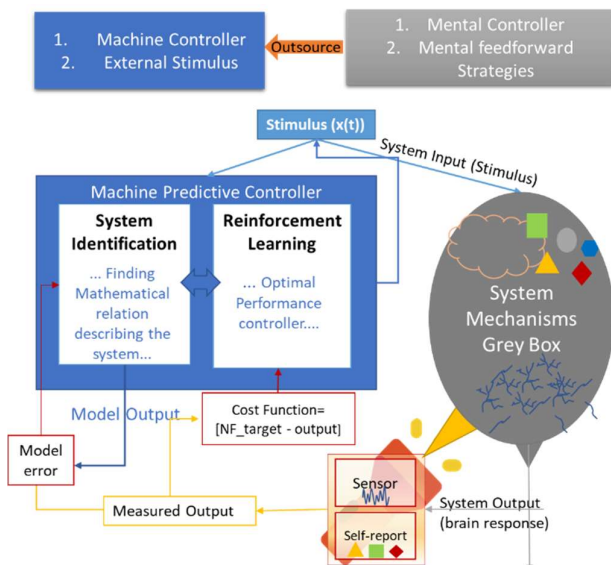 1. Machine Controller
2. External Stimulus
Outsource
1. Mental Controller
2. Mental feedforward
Strategies
Stimulus (x(t))
System Input (Stimulus)
Machine Predictive Controller
System
Identification
... Finding
Mathematical
relation
describing the
system...
Reinforcement
Learning
... Optimal
Performance
controller....
System
Mechanisms
Grey Box
Model Output
Cost Function=
[NF_target - output]
Model
error
Measured Output
Sensor
Self-report
System Output
(brain response)